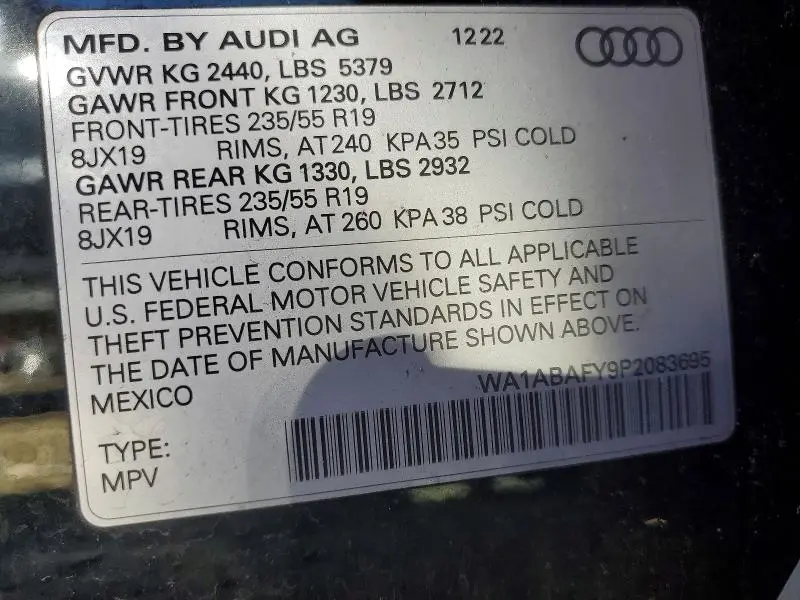 MFD. BY AUDI AG 12 22
GVWR KG 2440, LBS 5379
GAWR FRONT KG 1230, LBS 2712
FRONT-TIRES 235/55 R19
8JX19 RIMS, AT 240 KPA 35 PSI COLD
GAWR REAR KG 1330, LBS 2932
REAR-TIRES 235/55 R19
8JX19 RIMS, AT 260 KPA 38 PSI COLD
THIS VEHICLE CONFORMS TO ALL APPLICABLE
U.S. FEDERAL MOTOR VEHICLE SAFETY AND
THEFT PREVENTION STANDARDS IN EFFECT ON
THE DATE OF MANUFACTURE SHOWN ABOVE.
MEXICO WA1ABAFY9P2083695
TYPE:
MPV